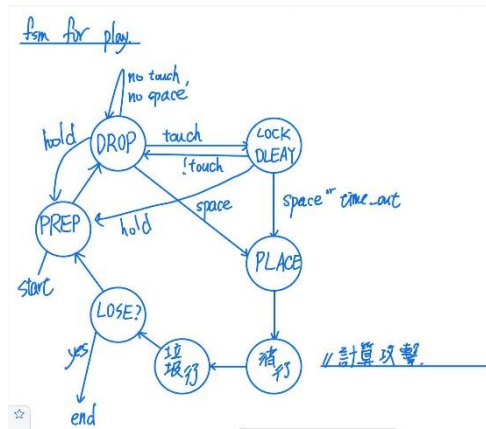 fsm for play.
no touch,
no space
hold
DROP
touch
LOCK
DLEAY
!touch
PREP
hold
space
space or time_out
start
PLACE
LOSE?
yes
垃
圾行
消
行
//計算攻擊.
end